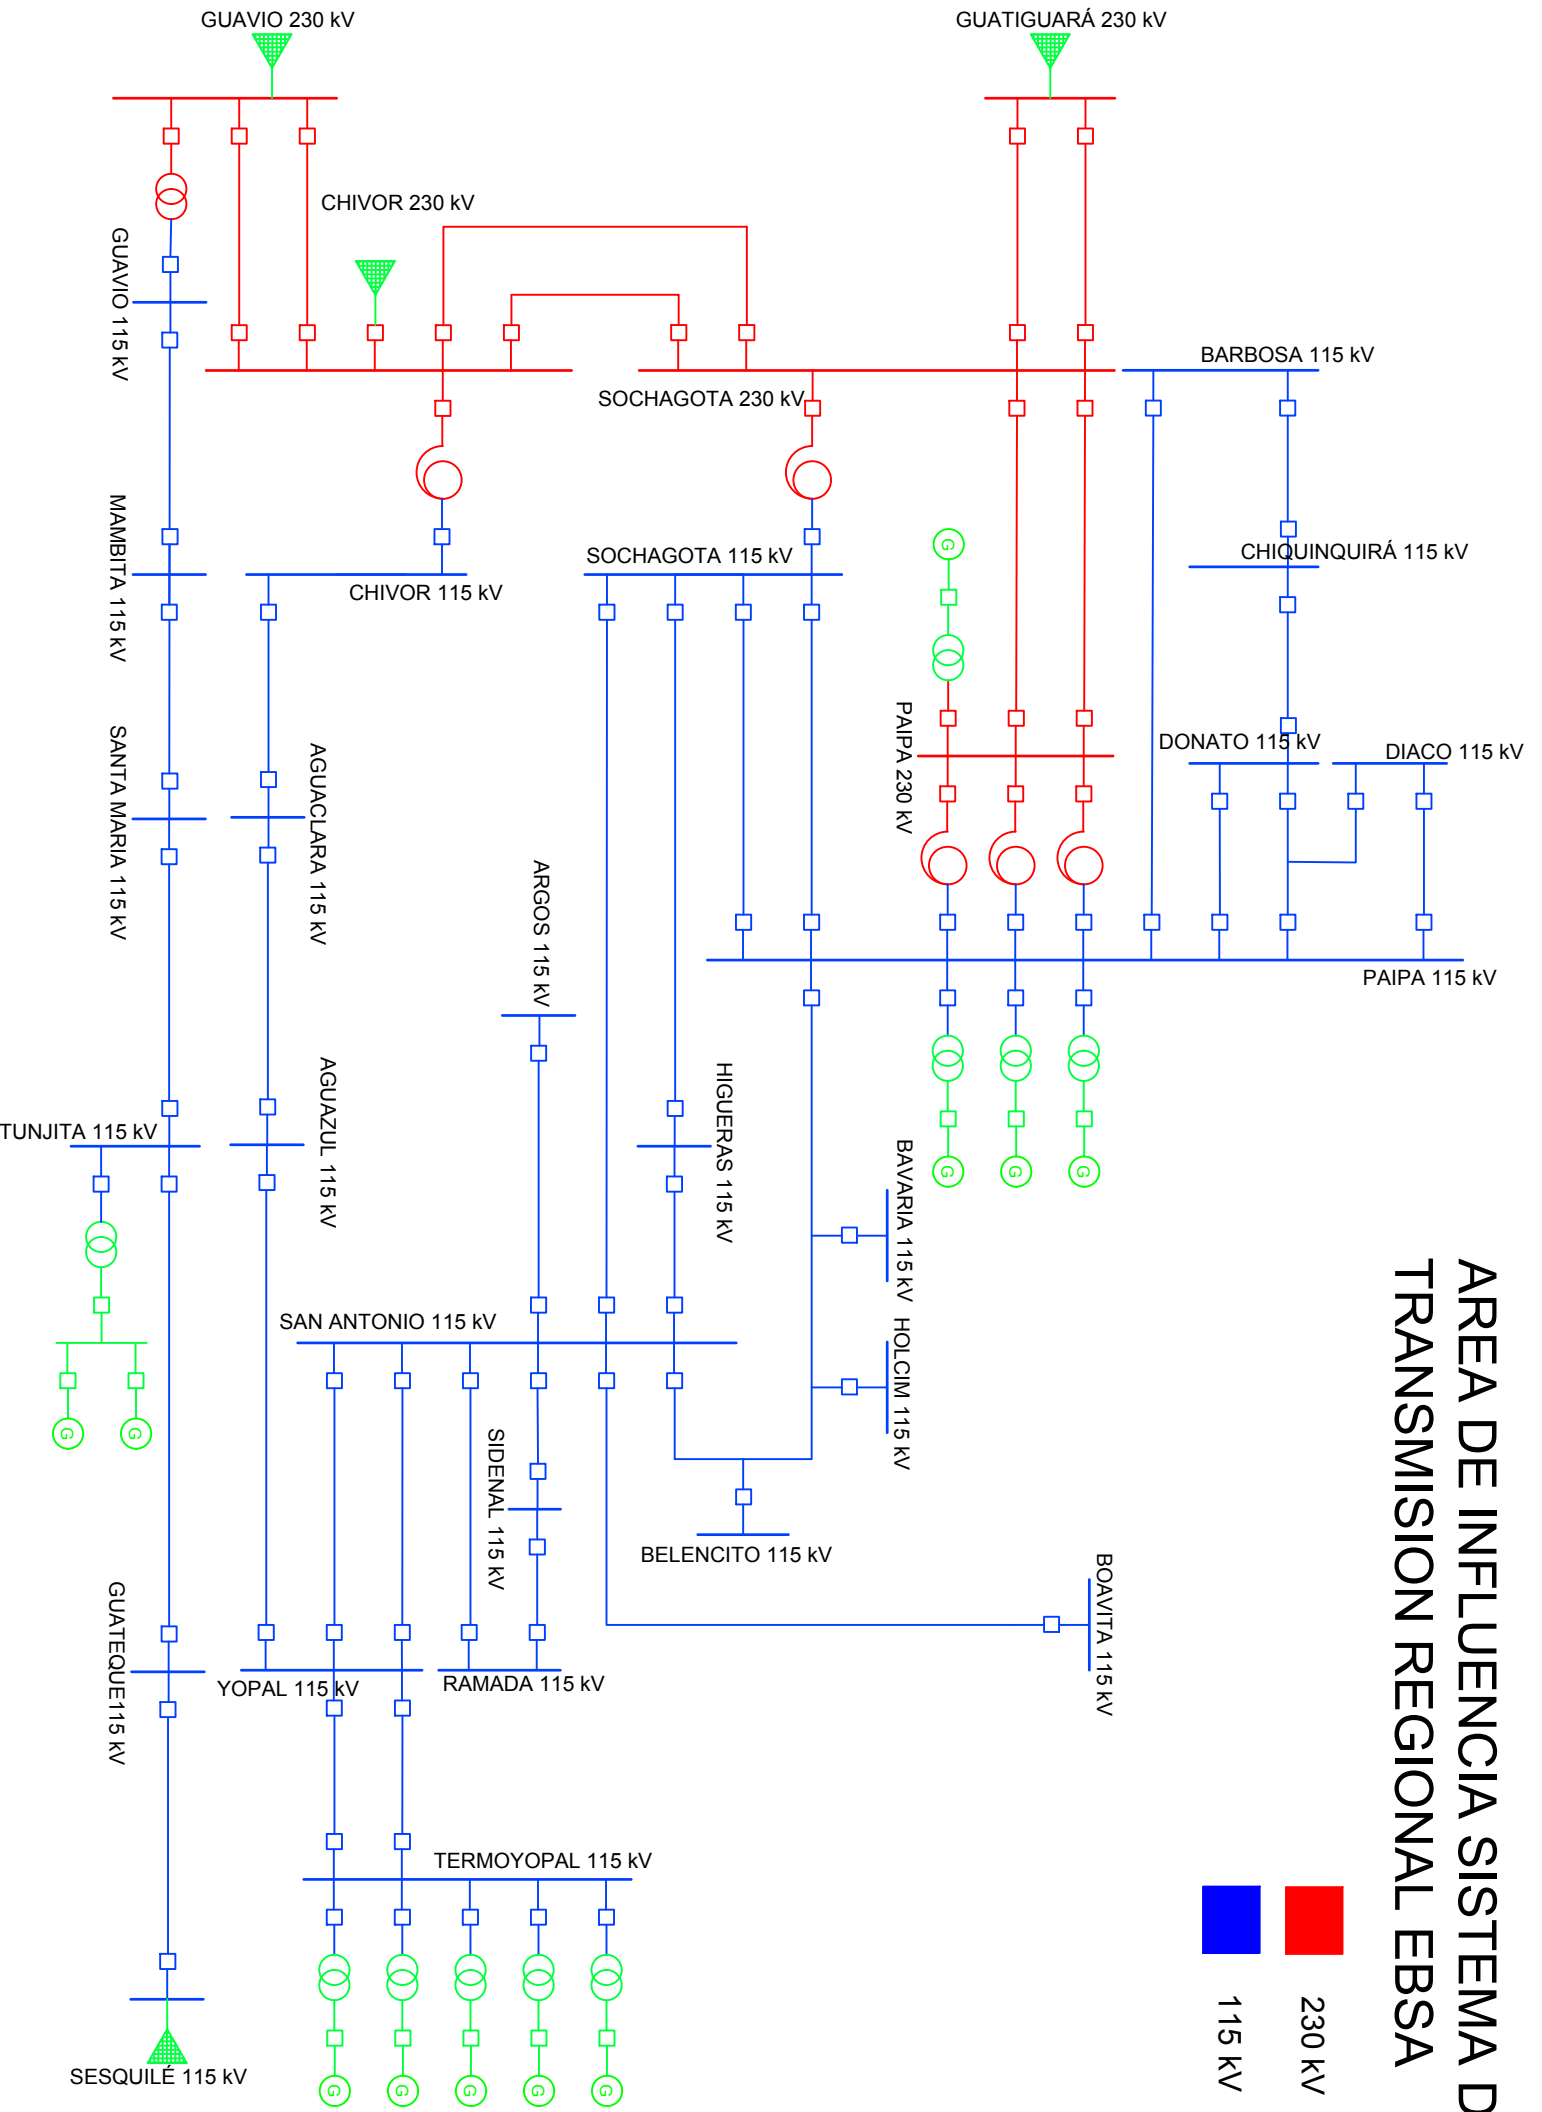 GUAVIO 230 kV
GUATIGUARÁ 230 kV
CHIVOR 230 kV
GUAVIO 115 kV
BARBOSA 115 kV
SOCHAGOTA 230 kV
MAMBITA 115 kV
CHIVOR 115 kV
SOCHAGOTA 115 kV
CHIQUINQUIRÁ 115 kV
G
SANTA MARIA 115 kV
AGUACLARA 115 kV
PAIPA 230 kV
DONATO 115 kV
DIACO 115 kV
ARGOS 115 kV
PAIPA 115 kV
AGUAZUL 115 kV
HIGUERAS 115 kV
BAVARIA 115 kV
G
G
G
TUNJITA 115 kV
SAN ANTONIO 115 kV
HOLCIM 115 kV
G
G
SIDENAL 115 kV
BELENCITO 115 kV
BOAVITA 115 kV
GUATEQUE115 kV
YOPAL 115 kV
RAMADA 115 kV
TERMOYOPAL 115 kV
SESQUILÉ 115 kV
G
G
G
G
G
AREA DE INFLUENCIA SISTEMA D
TRANSMISION REGIONAL EBSA
230 kV
115 kV